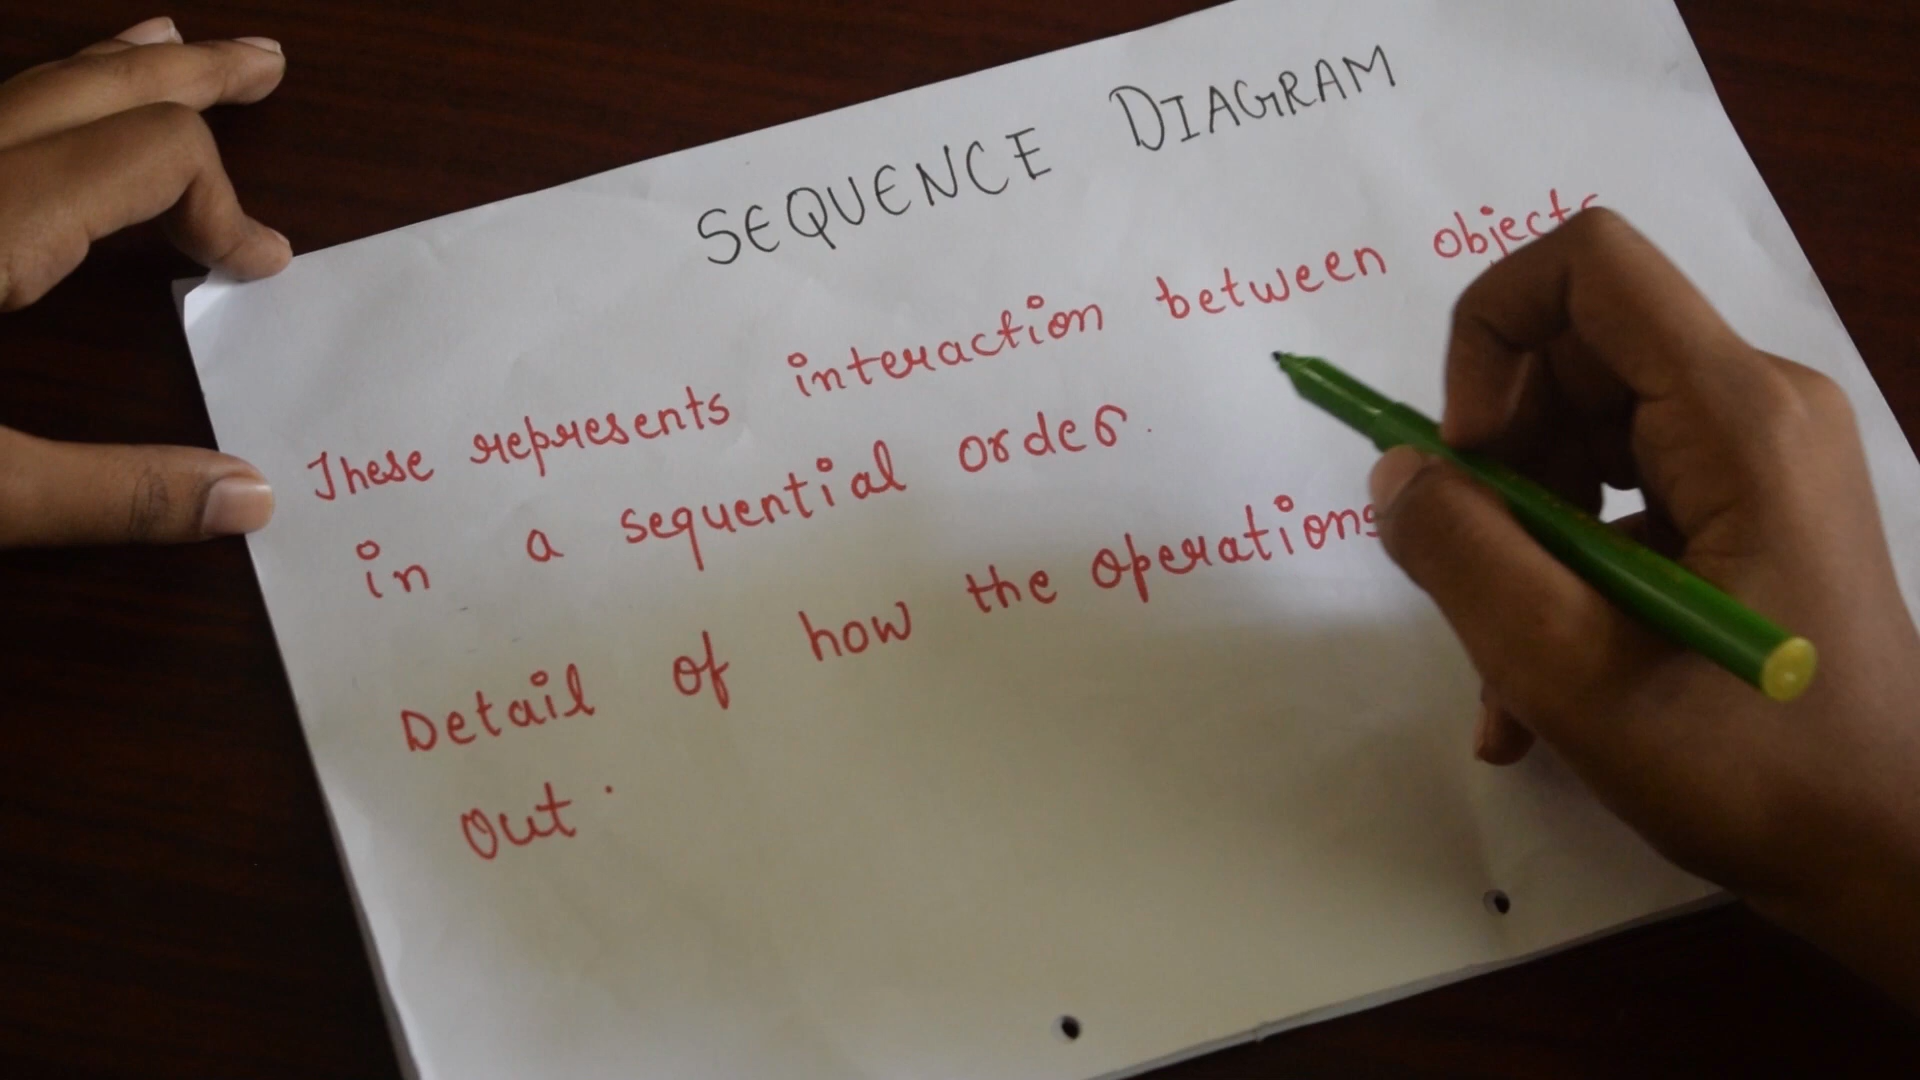 SEQUENCE DIAGRAM
These represents interaction between objects
in a sequential order.
Detail of how the operations
out.